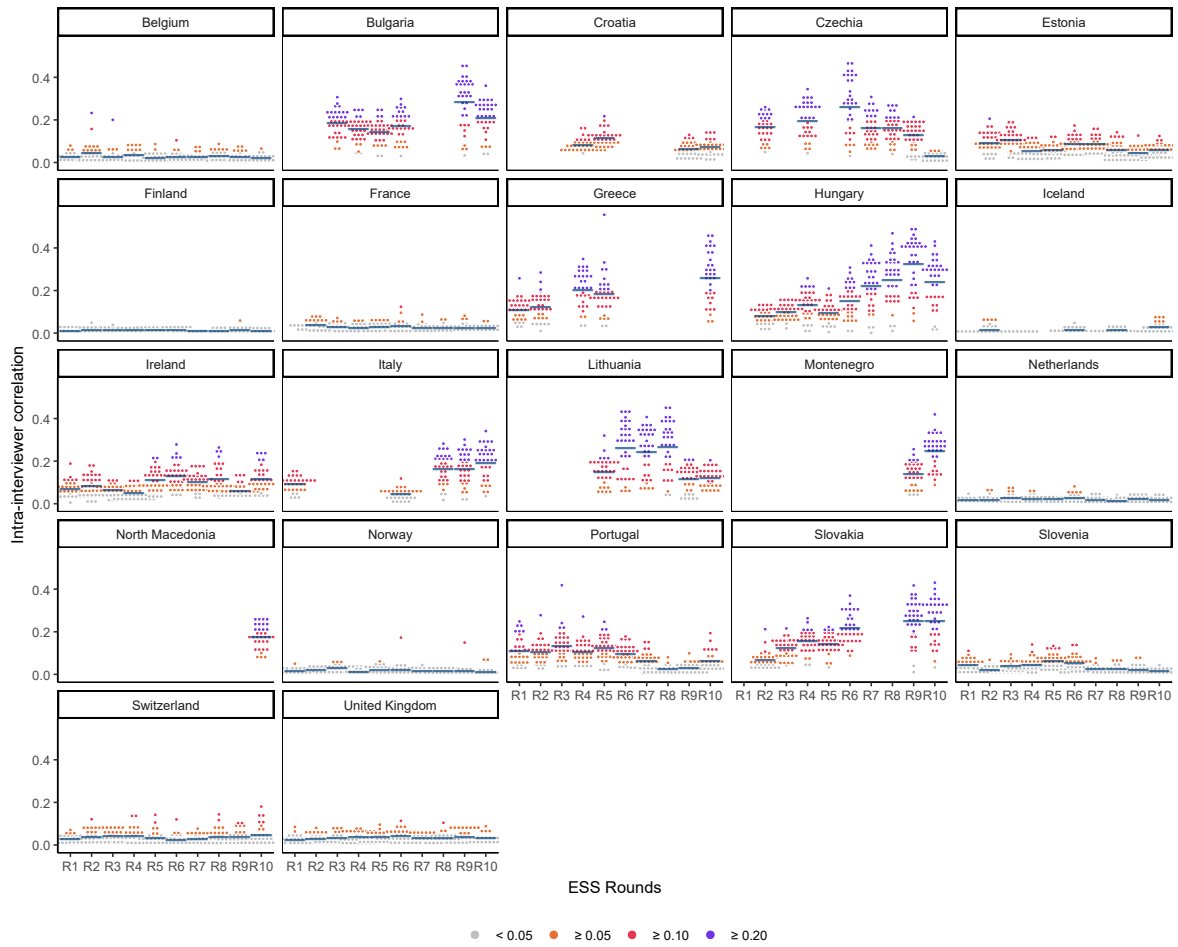 Belgium Bulgaria Croatia Czechia Estonia
0.4
0.2
0.0
Finland France Greece Hungary Iceland
0.4
0.2
0.0
Intra-interviewer correlation
Ireland Italy Lithuania Montenegro Netherlands
0.4
0.2
0.0
North Macedonia Norway Portugal Slovakia Slovenia
0.4
0.2
0.0
R1 R2 R3 R4 R5 R6 R7 R8 R9 R10 R1 R2 R3 R4 R5 R6 R7 R8 R9 R10 R1 R2 R3 R4 R5 R6 R7 R8 R9 R10
Switzerland United Kingdom
0.4
0.2
0.0
R1 R2 R3 R4 R5 R6 R7 R8 R9 R10 R1 R2 R3 R4 R5 R6 R7 R8 R9 R10
ESS Rounds
< 0.05 ≥ 0.05 ≥ 0.10 ≥ 0.20